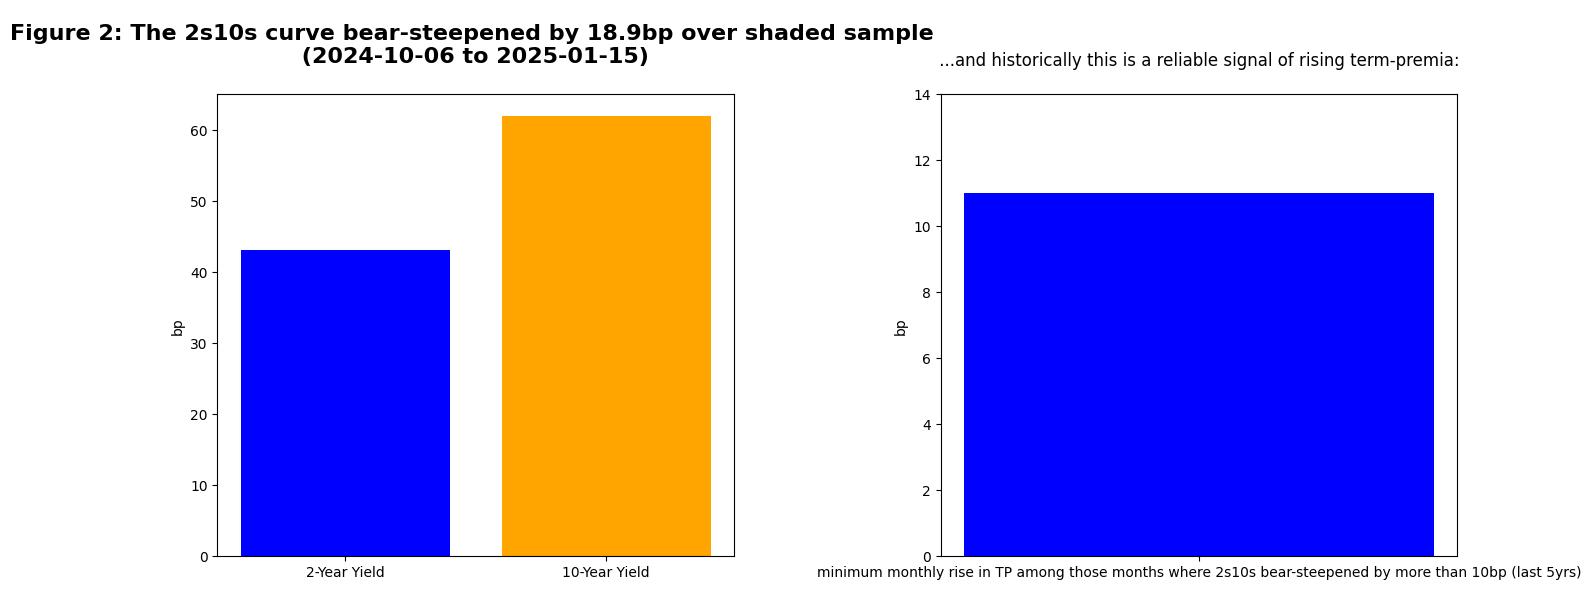 Figure 2: The 2s10s curve bear-steepened by 18.9bp over shaded sample
(2024-10-06 to 2025-01-15)
bp
60
50
40
30
20
10
0
2-Year Yield
10-Year Yield
...and historically this is a reliable signal of rising term-premia:
bp
14
12
10
8
6
4
2
0
minimum monthly rise in TP among those months where 2s10s bear-steepened by more than 10bp (last 5yrs)